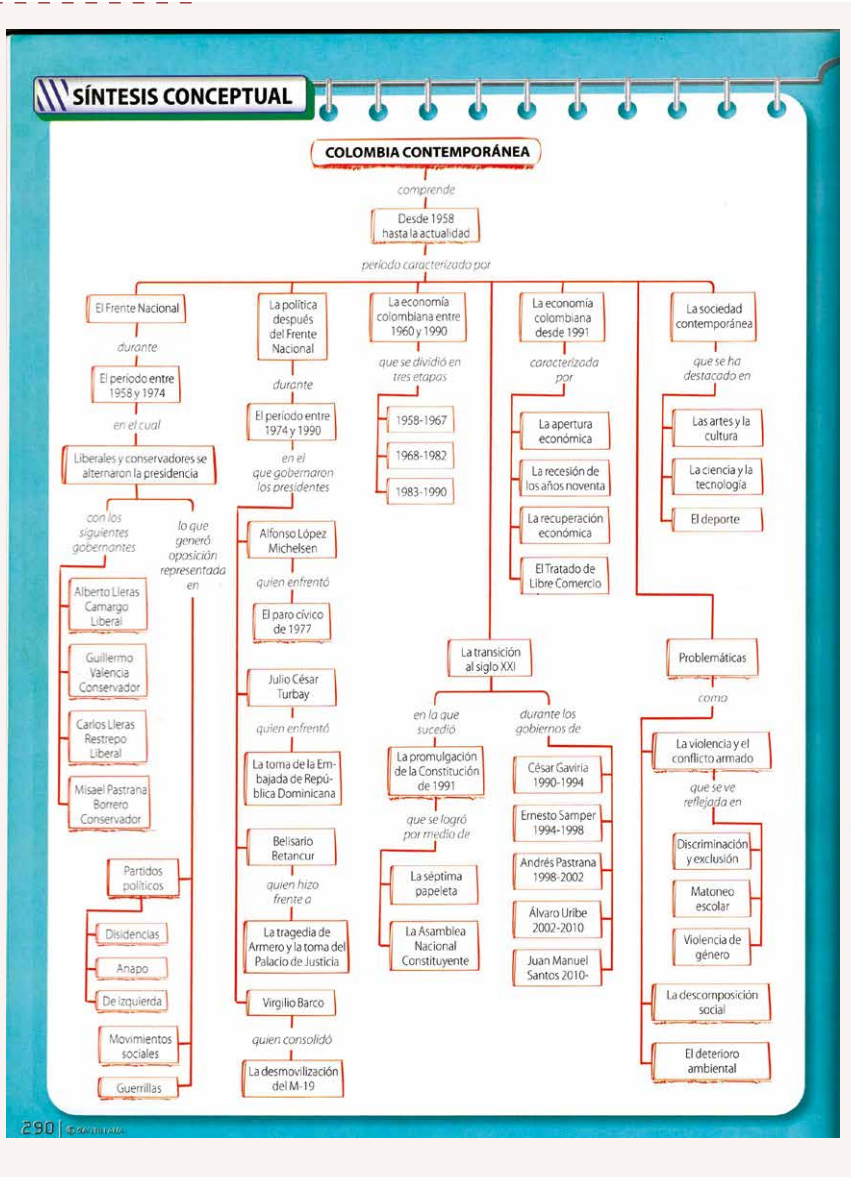 SÍNTESIS CONCEPTUAL
COLOMBIA CONTEMPORÁNEA
comprende
Desde 1958
hasta la actualidad
período caracterizado por
El Frente Nacional
durante
El período entre
1958 y 1974
en el cual
Liberales y conservadores se
alternaron la presidencia
con los
siguientes
gobernantes
Alberto Lleras
Camargo
Liberal
Guillermo
Valencia
Conservador
Carlos Lleras
Restrepo
Liberal
Misael Pastrana
Borrero
Conservador
lo que
generó
oposición
representada
en
Partidos
políticos
Disidencias
Anapo
De izquierda
Movimientos
sociales
Guerrillas
La política
después
del Frente
Nacional
durante
El período entre
1974 y 1990
en el
que gobernaron
los presidentes
Alfonso López
Michelsen
quien enfrentó
El paro cívico
de 1977
Julio César
Turbay
quien enfrentó
La toma de la Em-
bajada de Repú-
blica Dominicana
Belisario
Betancur
quien hizo
frente a
La tragedia de
Armero y la toma del
Palacio de Justicia
Virgilio Barco
quien consolidó
La desmovilización
del M-19
La economía
colombiana entre
1960 y 1990
que se dividió en
tres etapas
1958-1967
1968-1982
1983-1990
La transición
al siglo XXI
en la que
sucedió
La promulgación
de la Constitución
de 1991
que se logró
por medio de
La séptima
papeleta
La Asamblea
Nacional
Constituyente
durante los
gobiernos de
César Gaviria
1990-1994
Ernesto Samper
1994-1998
Andrés Pastrana
1998-2002
Álvaro Uribe
2002-2010
Juan Manuel
Santos 2010-
La economía
colombiana
desde 1991
caracterizada
por
La apertura
económica
La recesión de
los años noventa
La recuperación
económica
El Tratado de
Libre Comercio
La sociedad
contemporánea
que se ha
destacado en
Las artes y la
cultura
La ciencia y la
tecnología
El deporte
Problemáticas
como
La violencia y el
conflicto armado
que se ve
reflejada en
Discriminación
y exclusión
Matoneo
escolar
Violencia de
género
La descomposición
social
El deterioro
ambiental
290 | © SANTILLANA